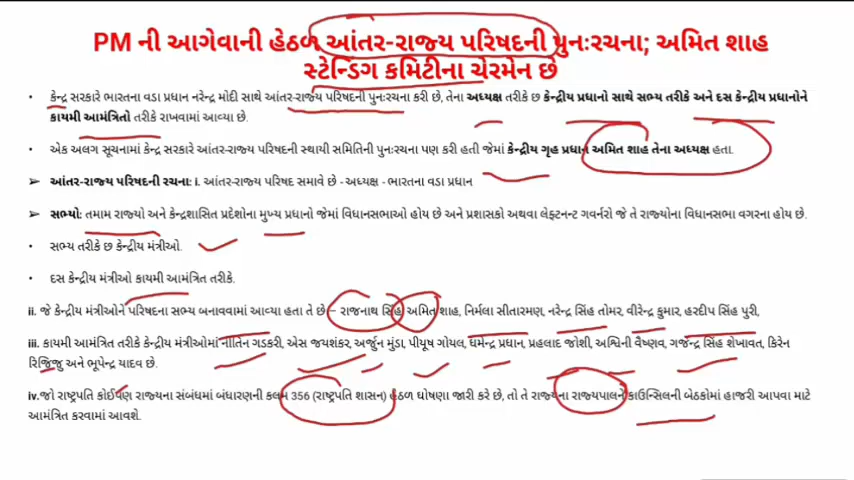 PM ની આગેવાની હેઠળ આંતર-રાજ્ય પરિષદની પુનઃરચના; અમિત શાહ
સ્ટેન્ડિંગ કમિટીના ચેરમેન છે
• કેન્દ્ર સરકારે ભારતના વડા પ્રધાન નરેન્દ્ર મોદી સાથે આંતર-રાજ્ય પરિષદની પુનઃરચના કરી છે, તેના અધ્યક્ષ તરીકે છ કેન્દ્રીય પ્રધાનો સાથે સભ્ય તરીકે અને દસ કેન્દ્રીય પ્રધાનોને
કાયમી આમંત્રિતો તરીકે રાખવામાં આવ્યા છે.
• એક અલગ સૂચનામાં કેન્દ્ર સરકારે આંતર-રાજ્ય પરિષદની સ્થાયી સમિતિની પુનઃરચના પણ કરી હતી જેમાં કેન્દ્રીય ગૃહ પ્રધાન અમિત શાહ તેના અધ્યક્ષ હતા.
➢ આંતર-રાજ્ય પરિષદની રચના: i. આંતર-રાજ્ય પરિષદ સમાવે છે - અધ્યક્ષ - ભારતના વડા પ્રધાન
➢ સભ્યો: તમામ રાજ્યો અને કેન્દ્રશાસિત પ્રદેશોના મુખ્ય પ્રધાનો જેમાં વિધાનસભાઓ હોય છે અને પ્રશાસકો અથવા લેફ્ટનન્ટ ગવર્નરો જે તે રાજ્યોના વિધાનસભા વગરના હોય છે.
• સભ્ય તરીકે છ કેન્દ્રીય મંત્રીઓ.
• દસ કેન્દ્રીય મંત્રીઓ કાયમી આમંત્રિત તરીકે.
ii. જે કેન્દ્રીય મંત્રીઓને પરિષદના સભ્ય બનાવવામાં આવ્યા હતા તે છે – રાજનાથ સિંહ, અમિત શાહ, નિર્મલા સીતારમણ, નરેન્દ્ર સિંહ તોમર, વીરેન્દ્ર કુમાર, હરદીપ સિંહ પુરી,
iii. કાયમી આમંત્રિત તરીકે કેન્દ્રીય મંત્રીઓમાં નીતિન ગડકરી, એસ જયશંકર, અર્જુન મુંડા, પીયૂષ ગોયલ, ધર્મેન્દ્ર પ્રધાન, પ્રહલાદ જોશી, અશ્વિની વૈષ્ણવ, ગજેન્દ્ર સિંહ શેખાવત, કિરેન
રિજિજુ અને ભૂપેન્દ્ર યાદવ છે.
iv.જો રાષ્ટ્રપતિ કોઈપણ રાજ્યના સંબંધમાં બંધારણની કલમ 356 (રાષ્ટ્રપતિ શાસન) હેઠળ ઘોષણા જારી કરે છે, તો તે રાજ્યના રાજ્યપાલને કાઉન્સિલની બેઠકોમાં હાજરી આપવા માટે
આમંત્રિત કરવામાં આવશે.